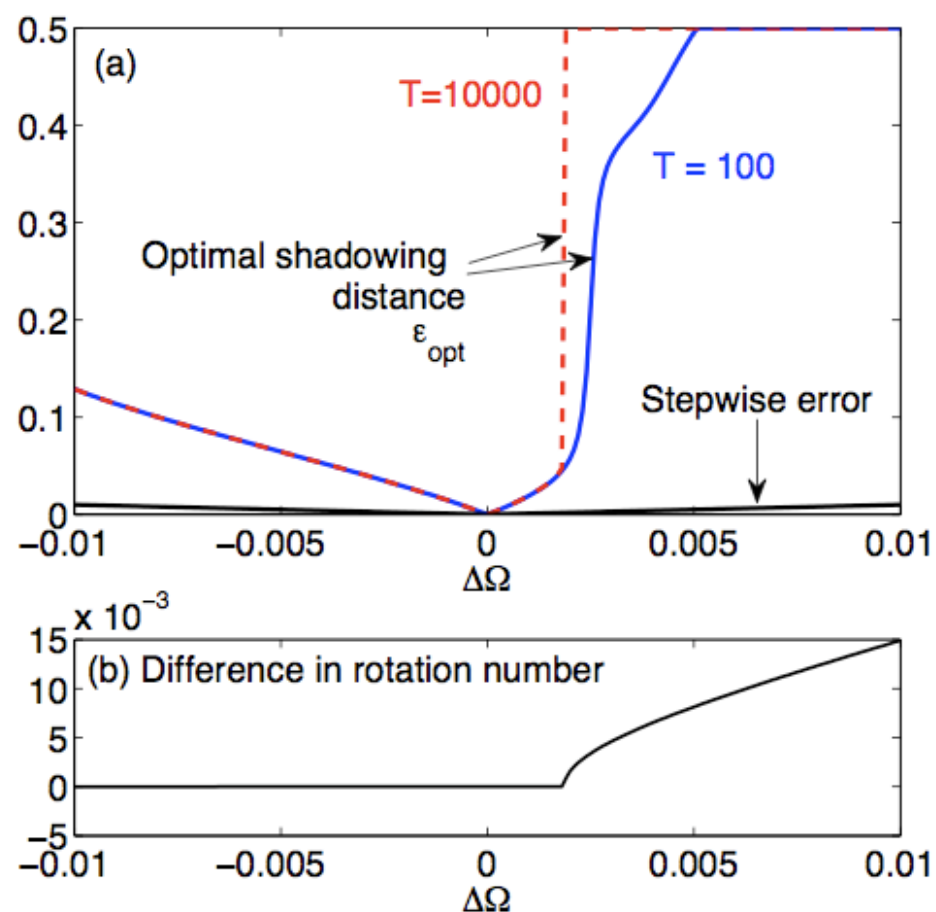 0.5
(a)
T=10000
0.4
T = 100
0.3
Optimal shadowing
distance
ε_opt
0.2
Stepwise error
0.1
0
−0.01
−0.005
0
0.005
0.01
ΔΩ
x 10⁻³
15
(b) Difference in rotation number
10
5
0
−5
−0.01
−0.005
0
0.005
0.01
ΔΩ